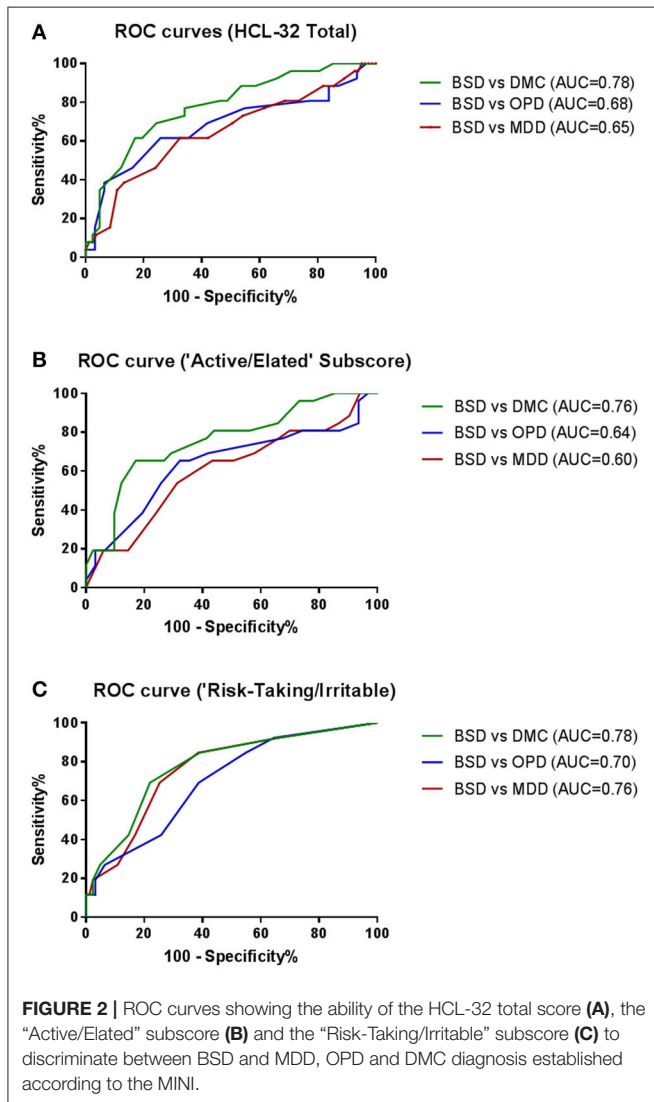 A
ROC curves (HCL-32 Total)
Sensitivity%
100
80
60
40
20
0
0 20 40 60 80 100
100 - Specificity%
BSD vs DMC (AUC=0.78)
BSD vs OPD (AUC=0.68)
BSD vs MDD (AUC=0.65)
B
ROC curve ('Active/Elated' Subscore)
Sensitivity%
100
80
60
40
20
0
0 20 40 60 80 100
100 - Specificity%
BSD vs DMC (AUC=0.76)
BSD vs OPD (AUC=0.64)
BSD vs MDD (AUC=0.60)
C
ROC curve ('Risk-Taking/Irritable)
Sensitivity%
100
80
60
40
20
0
0 20 40 60 80 100
100 - Specificity%
BSD vs DMC (AUC=0.78)
BSD vs OPD (AUC=0.70)
BSD vs MDD (AUC=0.76)
FIGURE 2 | ROC curves showing the ability of the HCL-32 total score (A), the
“Active/Elated” subscore (B) and the “Risk-Taking/Irritable” subscore (C) to
discriminate between BSD and MDD, OPD and DMC diagnosis established
according to the MINI.